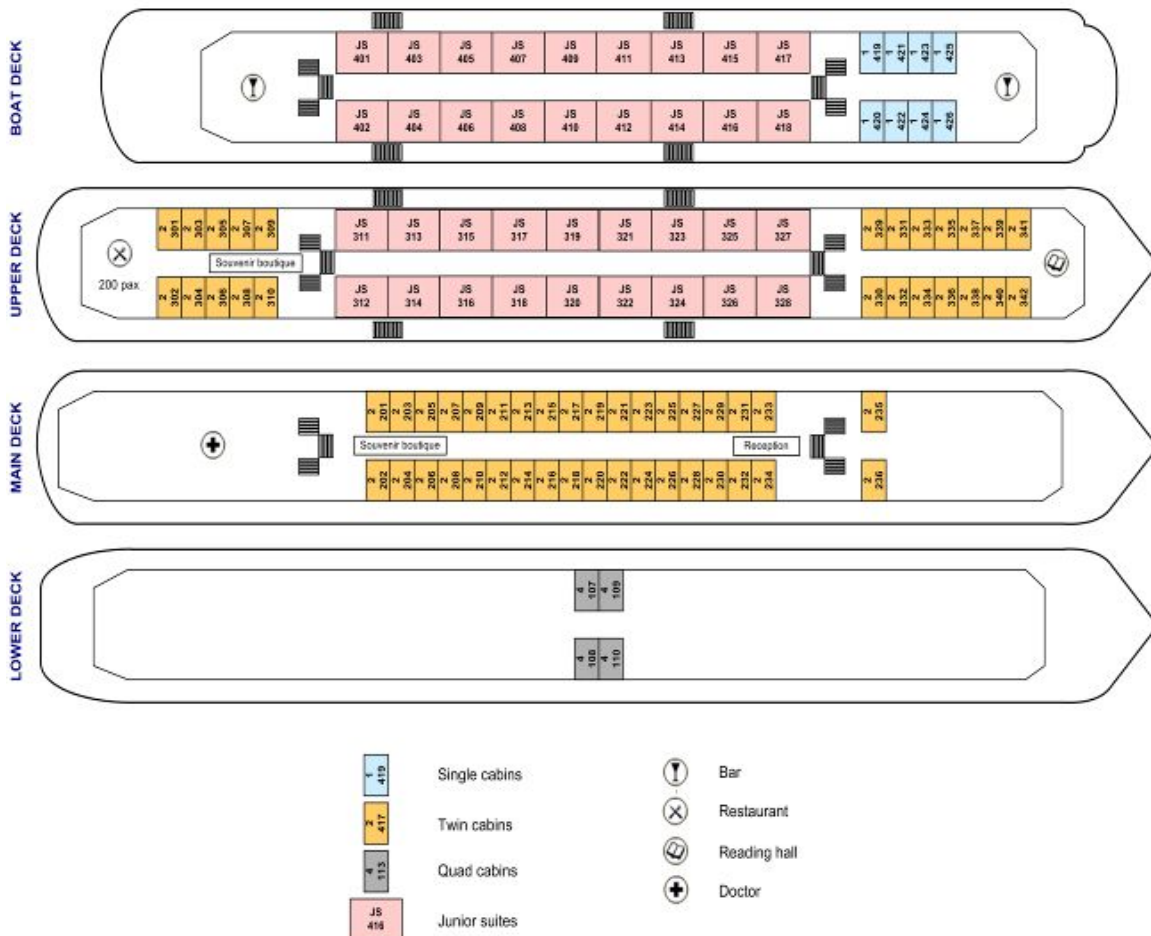 BOAT DECK
JS 401 JS 403 JS 405 JS 407 JS 409 JS 411 JS 413 JS 415 JS 417
1 419 1 421 1 423 1 425
JS 402 JS 404 JS 406 JS 408 JS 410 JS 412 JS 414 JS 416 JS 418
1 420 1 422 1 424 1 426
UPPER DECK
2 301 2 303 2 305 2 307 2 309
JS 311 JS 313 JS 315 JS 317 JS 319 JS 321 JS 323 JS 325 JS 327
2 329 2 331 2 333 2 335 2 337 2 339 2 341
Souvenir boutique
200 pax
2 302 2 304 2 306 2 308 2 310
JS 312 JS 314 JS 316 JS 318 JS 320 JS 322 JS 324 JS 326 JS 328
2 330 2 332 2 334 2 336 2 338 2 340 2 342
MAIN DECK
2 201 2 203 2 205 2 207 2 209 2 211 2 213 2 215 2 217 2 219 2 221 2 223 2 225 2 227 2 229 2 231 2 233
2 235
Souvenir boutique
Reception
2 202 2 204 2 206 2 208 2 210 2 212 2 214 2 216 2 218 2 220 2 222 2 224 2 226 2 228 2 230 2 232 2 234
2 236
LOWER DECK
4 107 4 109
4 108 4 110
1 419 Single cabins
2 417 Twin cabins
4 113 Quad cabins
JS 416 Junior suites
Bar
Restaurant
Reading hall
Doctor